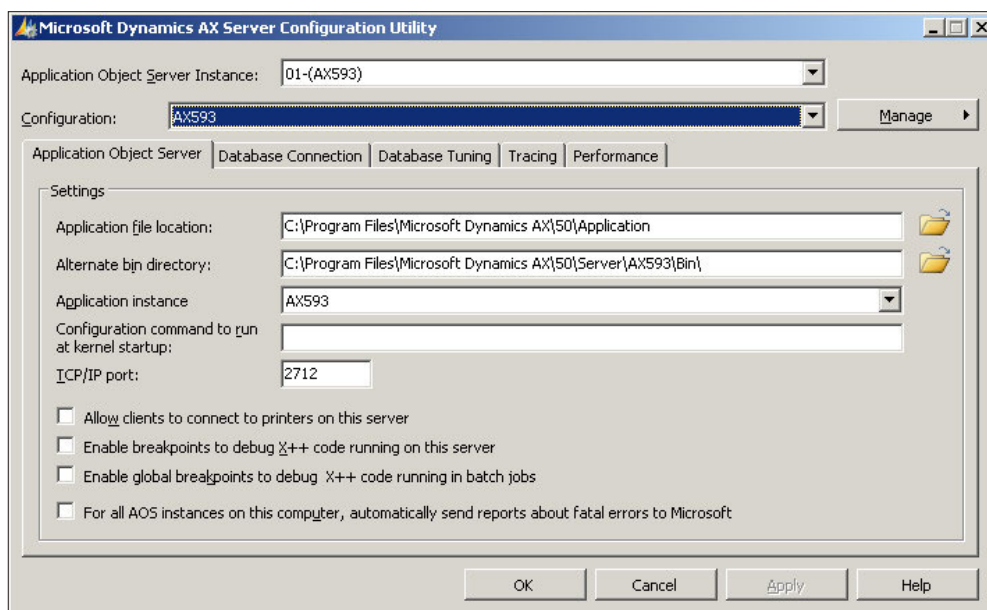 Microsoft Dynamics AX Server Configuration Utility
Application Object Server Instance: 01-(AX593)
Configuration: AX593 Manage
Application Object Server Database Connection Database Tuning Tracing Performance
Settings
Application file location: C:\Program Files\Microsoft Dynamics AX\50\Application
Alternate bin directory: C:\Program Files\Microsoft Dynamics AX\50\Server\AX593\Bin\
Application instance AX593
Configuration command to run
at kernel startup:
TCP/IP port: 2712
Allow clients to connect to printers on this server
Enable breakpoints to debug X++ code running on this server
Enable global breakpoints to debug X++ code running in batch jobs
For all AOS instances on this computer, automatically send reports about fatal errors to Microsoft
OK Cancel Apply Help